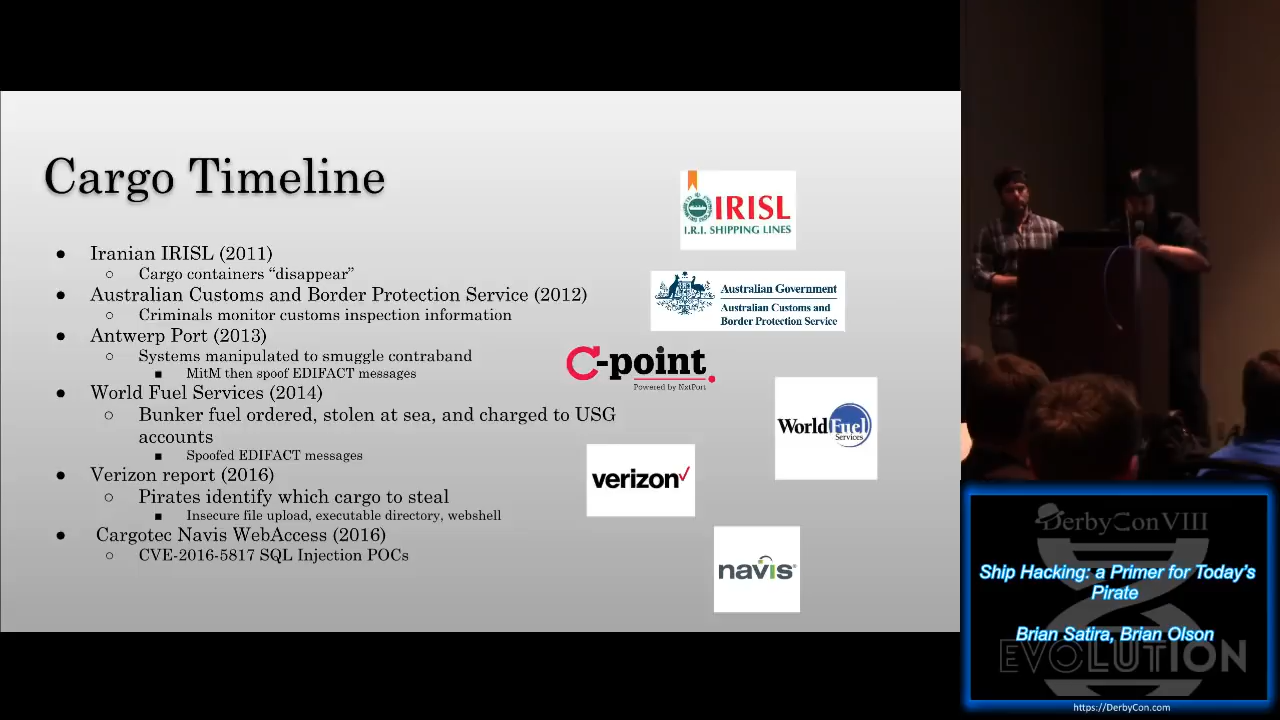 Cargo Timeline
● Iranian IRISL (2011)
○ Cargo containers “disappear”
● Australian Customs and Border Protection Service (2012)
○ Criminals monitor customs inspection information
● Antwerp Port (2013)
○ Systems manipulated to smuggle contraband
■ MitM then spoof EDIFACT messages
● World Fuel Services (2014)
○ Bunker fuel ordered, stolen at sea, and charged to USG
accounts
■ Spoofed EDIFACT messages
● Verizon report (2016)
○ Pirates identify which cargo to steal
■ Insecure file upload, executable directory, webshell
● Cargotec Navis WebAccess (2016)
○ CVE-2016-5817 SQL Injection POCs
IRISL
I.R.I. SHIPPING LINES
Australian Government
Australian Customs and
Border Protection Service
C-point.
Powered by NxtPort
World Fuel
Services
verizon
navis
DerbyCon VIII
Ship Hacking: a Primer for Today's
Pirate
Brian Satira, Brian Olson
EVOLUTION
https://DerbyCon.com